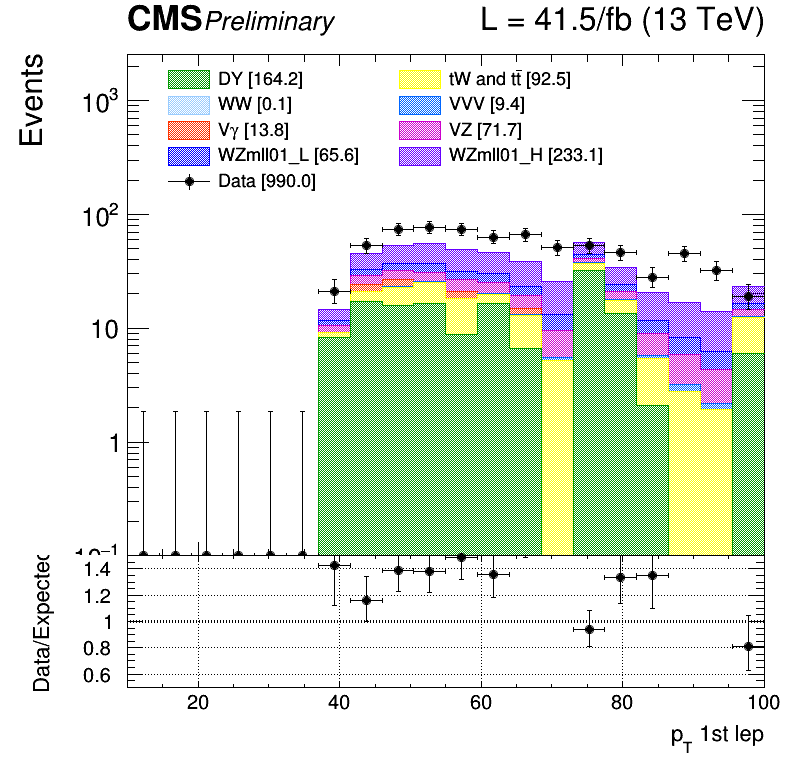 CMS Preliminary L = 41.5/fb (13 TeV)
Events
DY [164.2] tW and tt̄ [92.5]
WW [0.1] VVV [9.4]
Vγ [13.8] VZ [71.7]
WZmll01_L [65.6] WZmll01_H [233.1]
Data [990.0]
10³
10²
10
1
10⁻¹
Data/Expected
1.4
1.2
1
0.8
0.6
20 40 60 80 100
p_T 1st lep